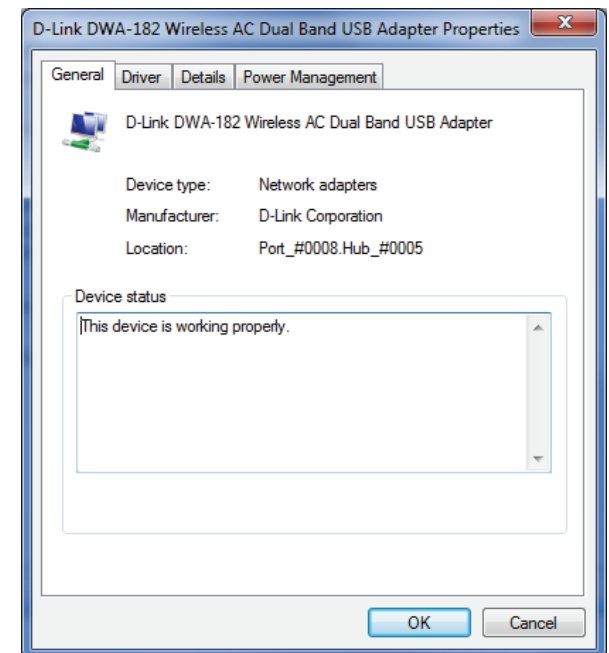 D-Link DWA-182 Wireless AC Dual Band USB Adapter Properties
General Driver Details Power Management
D-Link DWA-182 Wireless AC Dual Band USB Adapter
Device type: Network adapters
Manufacturer: D-Link Corporation
Location: Port_#0008.Hub_#0005
Device status
This device is working properly.
OK Cancel